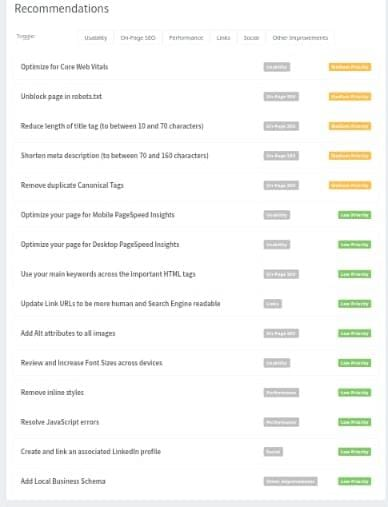 Recommendations
Toggle:
Usability On-Page SEO Performance Links Social Other Improvements
Optimize for Core Web Vitals Usability Medium Priority
Unblock page in robots.txt On-Page SEO Medium Priority
Reduce length of title tag (to between 10 and 70 characters) On-Page SEO Medium Priority
Shorten meta description (to between 70 and 160 characters) On-Page SEO Medium Priority
Remove duplicate Canonical Tags On-Page SEO Medium Priority
Optimize your page for Mobile PageSpeed Insights Usability Low Priority
Optimize your page for Desktop PageSpeed Insights Usability Low Priority
Use your main keywords across the important HTML tags On-Page SEO Low Priority
Update Link URLs to be more human and Search Engine readable Links Low Priority
Add Alt attributes to all images On-Page SEO Low Priority
Review and Increase Font Sizes across devices Usability Low Priority
Remove inline styles Performance Low Priority
Resolve JavaScript errors Performance Low Priority
Create and link an associated LinkedIn profile Social Low Priority
Add Local Business Schema Other Improvements Low Priority